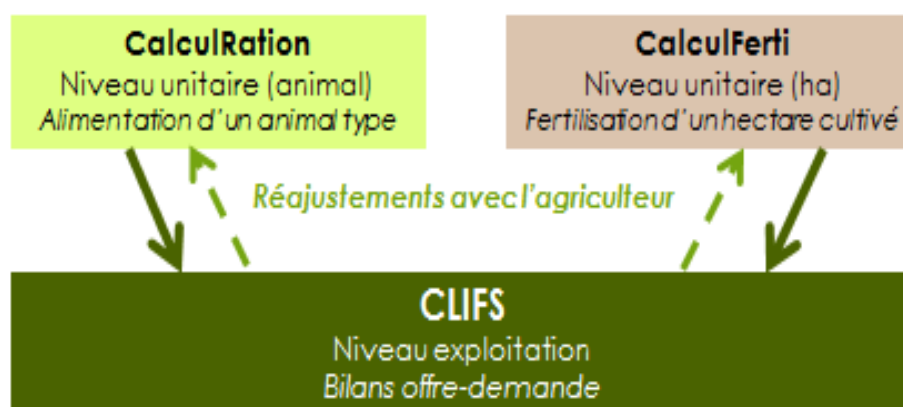 CalculRation
Niveau unitaire (animal)
Alimentation d'un animal type
CalculFerti
Niveau unitaire (ha)
Fertilisation d'un hectare cultivé
Réajustements avec l'agriculteur
CLIFS
Niveau exploitation
Bilans offre-demande